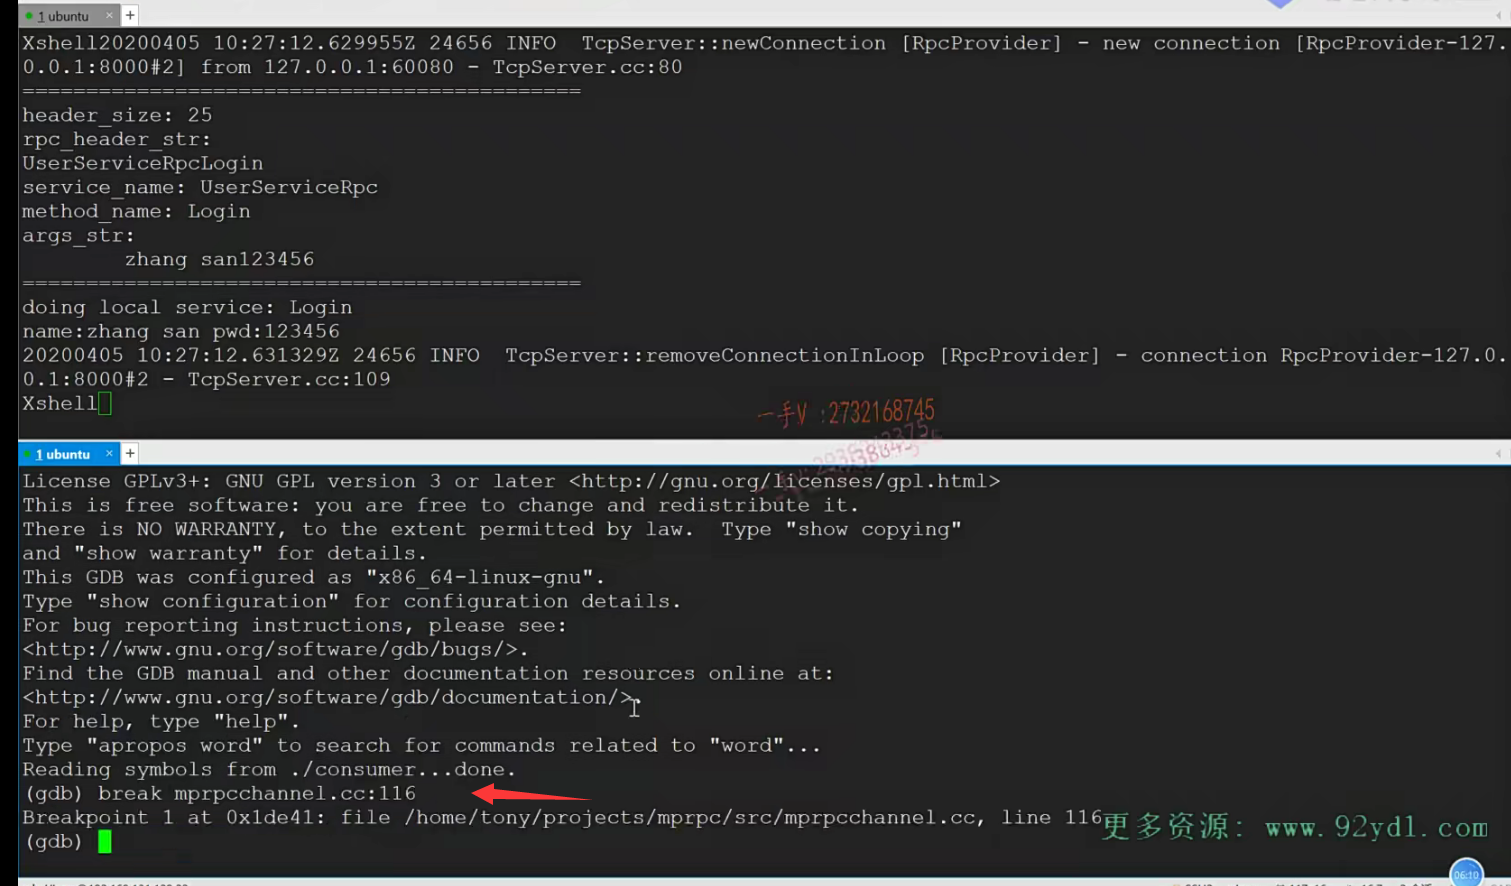 1 ubuntu × +
Xshell20200405 10:27:12.629955Z 24656 INFO  TcpServer::newConnection [RpcProvider] - new connection [RpcProvider-127.
0.0.1:8000#2] from 127.0.0.1:60080 - TcpServer.cc:80
============================================
header_size: 25
rpc_header_str:
UserServiceRpcLogin
service_name: UserServiceRpc
method_name: Login
args_str:
zhang san123456
============================================
doing local service: Login
name:zhang san pwd:123456
20200405 10:27:12.631329Z 24656 INFO  TcpServer::removeConnectionInLoop [RpcProvider] - connection RpcProvider-127.0.
0.1:8000#2 - TcpServer.cc:109
Xshell
一手V :2732168745
1 ubuntu × +
License GPLv3+: GNU GPL version 3 or later <http://gnu.org/licenses/gpl.html>
This is free software: you are free to change and redistribute it.
There is NO WARRANTY, to the extent permitted by law.  Type "show copying"
and "show warranty" for details.
This GDB was configured as "x86_64-linux-gnu".
Type "show configuration" for configuration details.
For bug reporting instructions, please see:
<http://www.gnu.org/software/gdb/bugs/>.
Find the GDB manual and other documentation resources online at:
<http://www.gnu.org/software/gdb/documentation/>.
For help, type "help".
Type "apropos word" to search for commands related to "word"...
Reading symbols from ./consumer...done.
(gdb) break mprpcchannel.cc:116
Breakpoint 1 at 0x1de41: file /home/tony/projects/mprpc/src/mprpcchannel.cc, line 116.
更多资源: www.92ydl.com
(gdb)
06:10